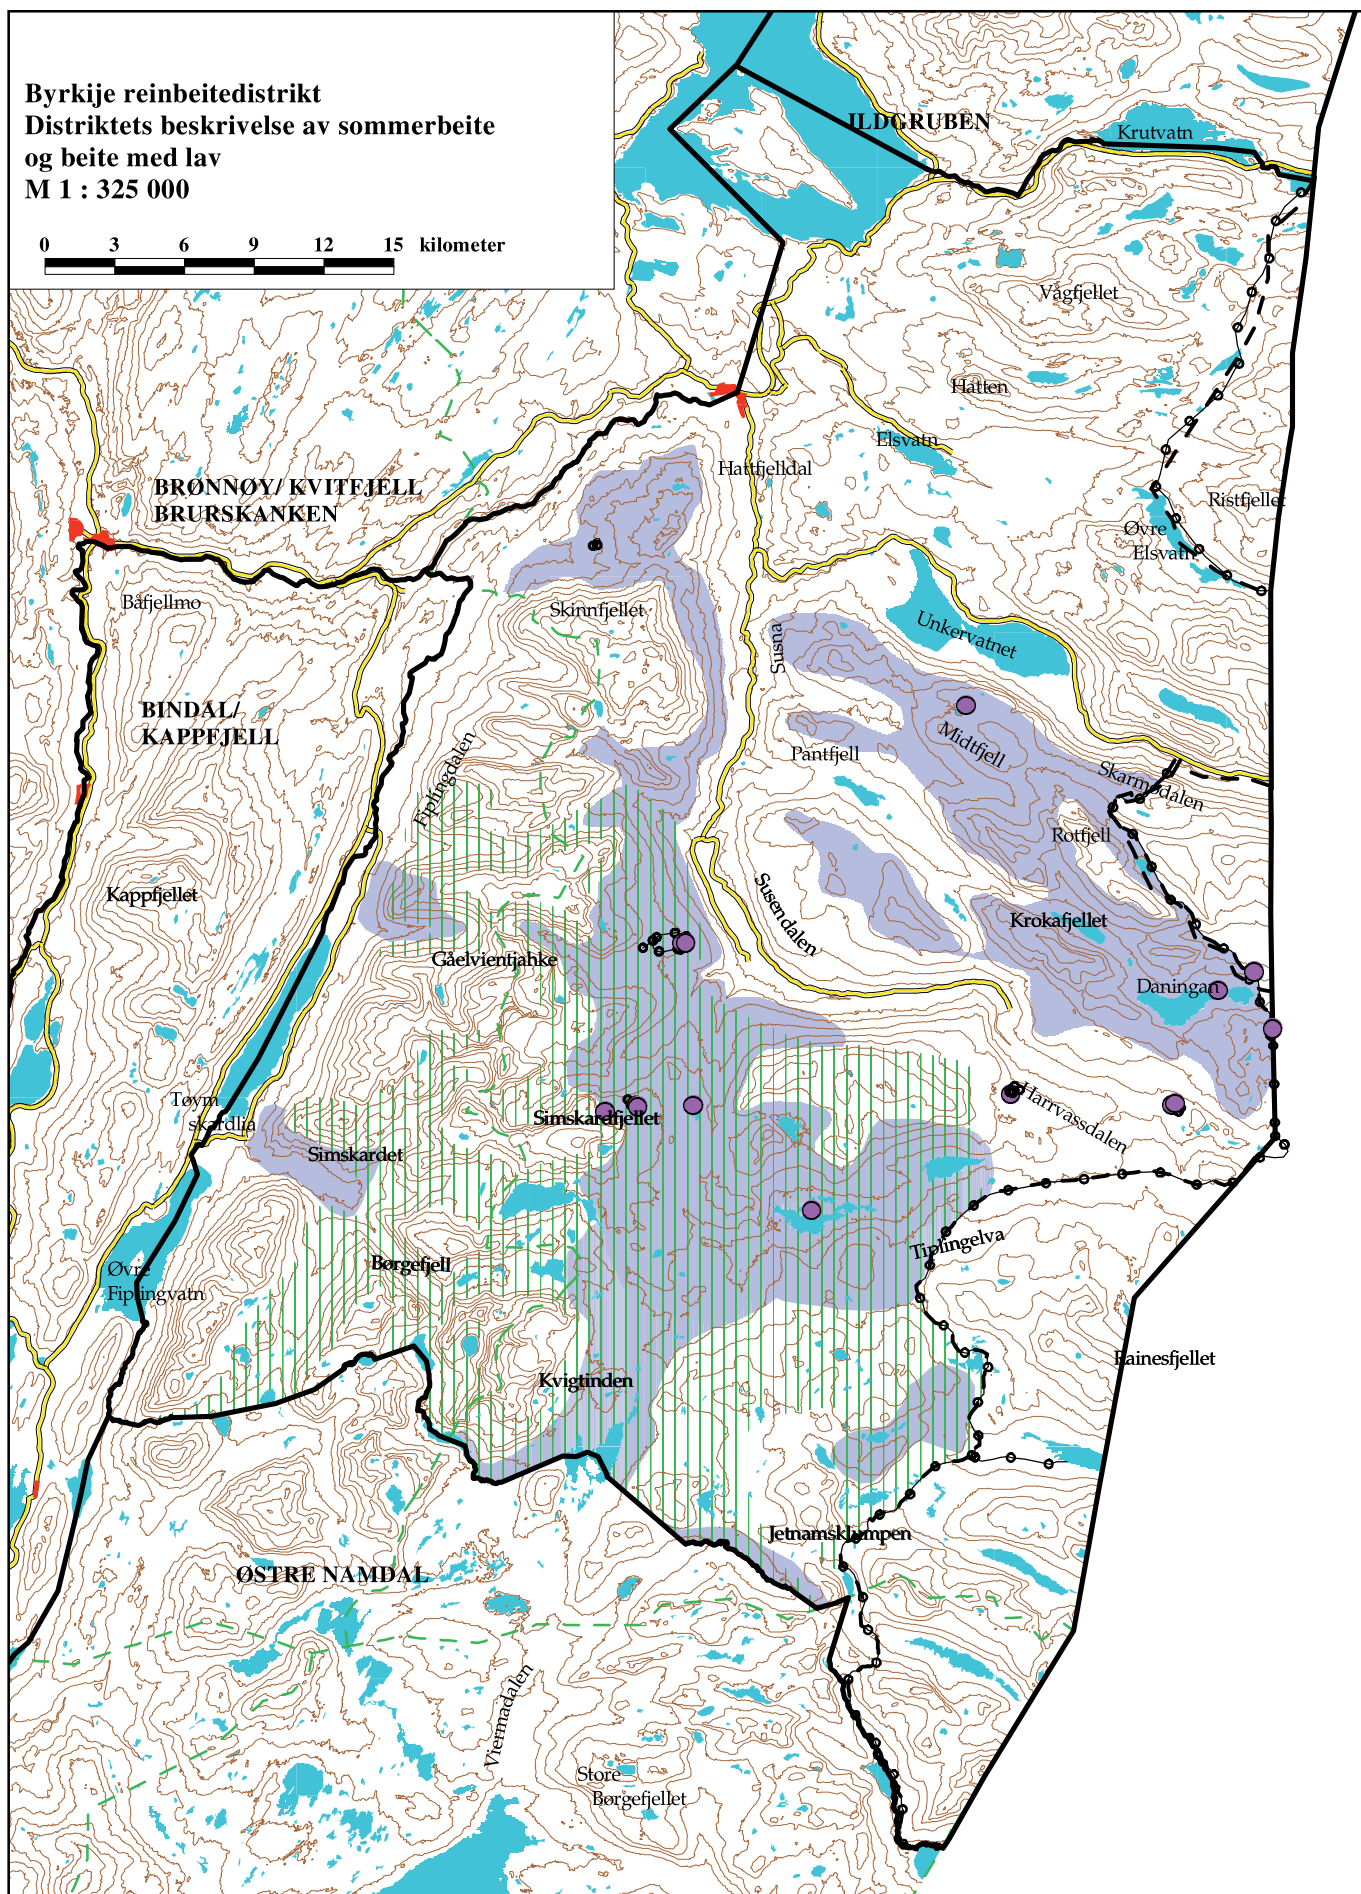 Byrkije reinbeitedistrikt
Distriktets beskrivelse av sommerbeite
og beite med lav
M 1 : 325 000
0 3 6 9 12 15 kilometer
ILDGRUBEN
Krutvatn
Vågfjellet
Hatten
Elsvatn
Hattfjelldal
BRØNNØY/ KVITFJELL
BRURSKANKEN
Ristfjellet
Øvre
Elsvatn
Båfjellmo
Skinnfjellet
Susna
Unkervatnet
BINDAL/
KAPPFJELL
Fiplingdalen
Pantfjell
Midtfjell
Skarmodalen
Rotfjell
Kappfjellet
Susendalen
Krokafjellet
Gåelvientjahke
Daningan
Tøym
skardlia
Simskardfjellet
Harrvassdalen
Simskardet
Tiplingelva
Øvre
Fiplingvatn
Børgefjell
Rainesfjellet
Kvigtinden
Jetnamsklumpen
ØSTRE NAMDAL
Viermadalen
Store
Børgefjellet